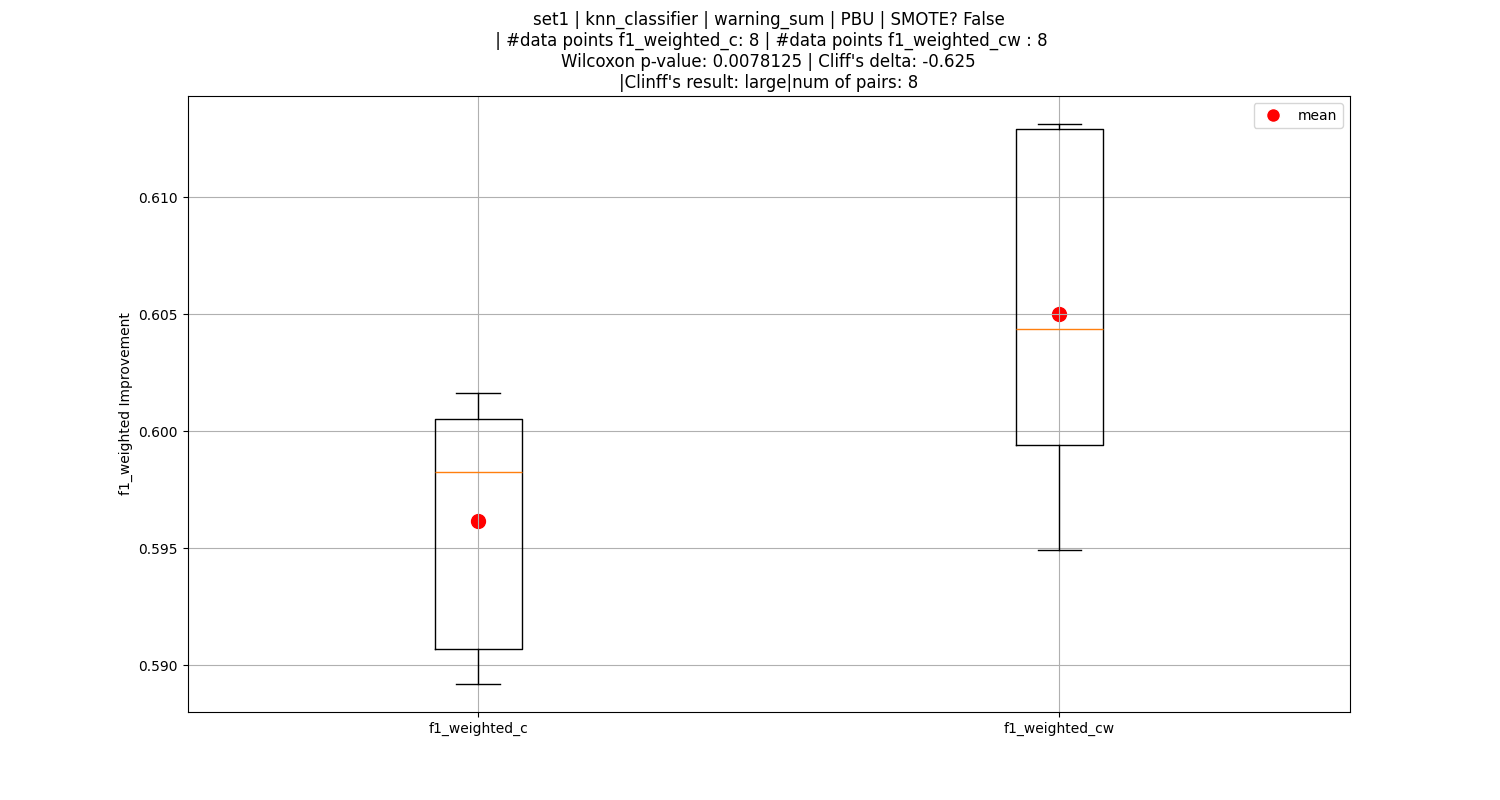 set1 | knn_classifier | warning_sum | PBU | SMOTE? False
| #data points f1_weighted_c: 8 | #data points f1_weighted_cw : 8
Wilcoxon p-value: 0.0078125 | Cliff's delta: -0.625
|Clinff's result: large|num of pairs: 8
mean
0.610
0.605
0.600
0.595
0.590
f1_weighted Improvement
f1_weighted_c
f1_weighted_cw